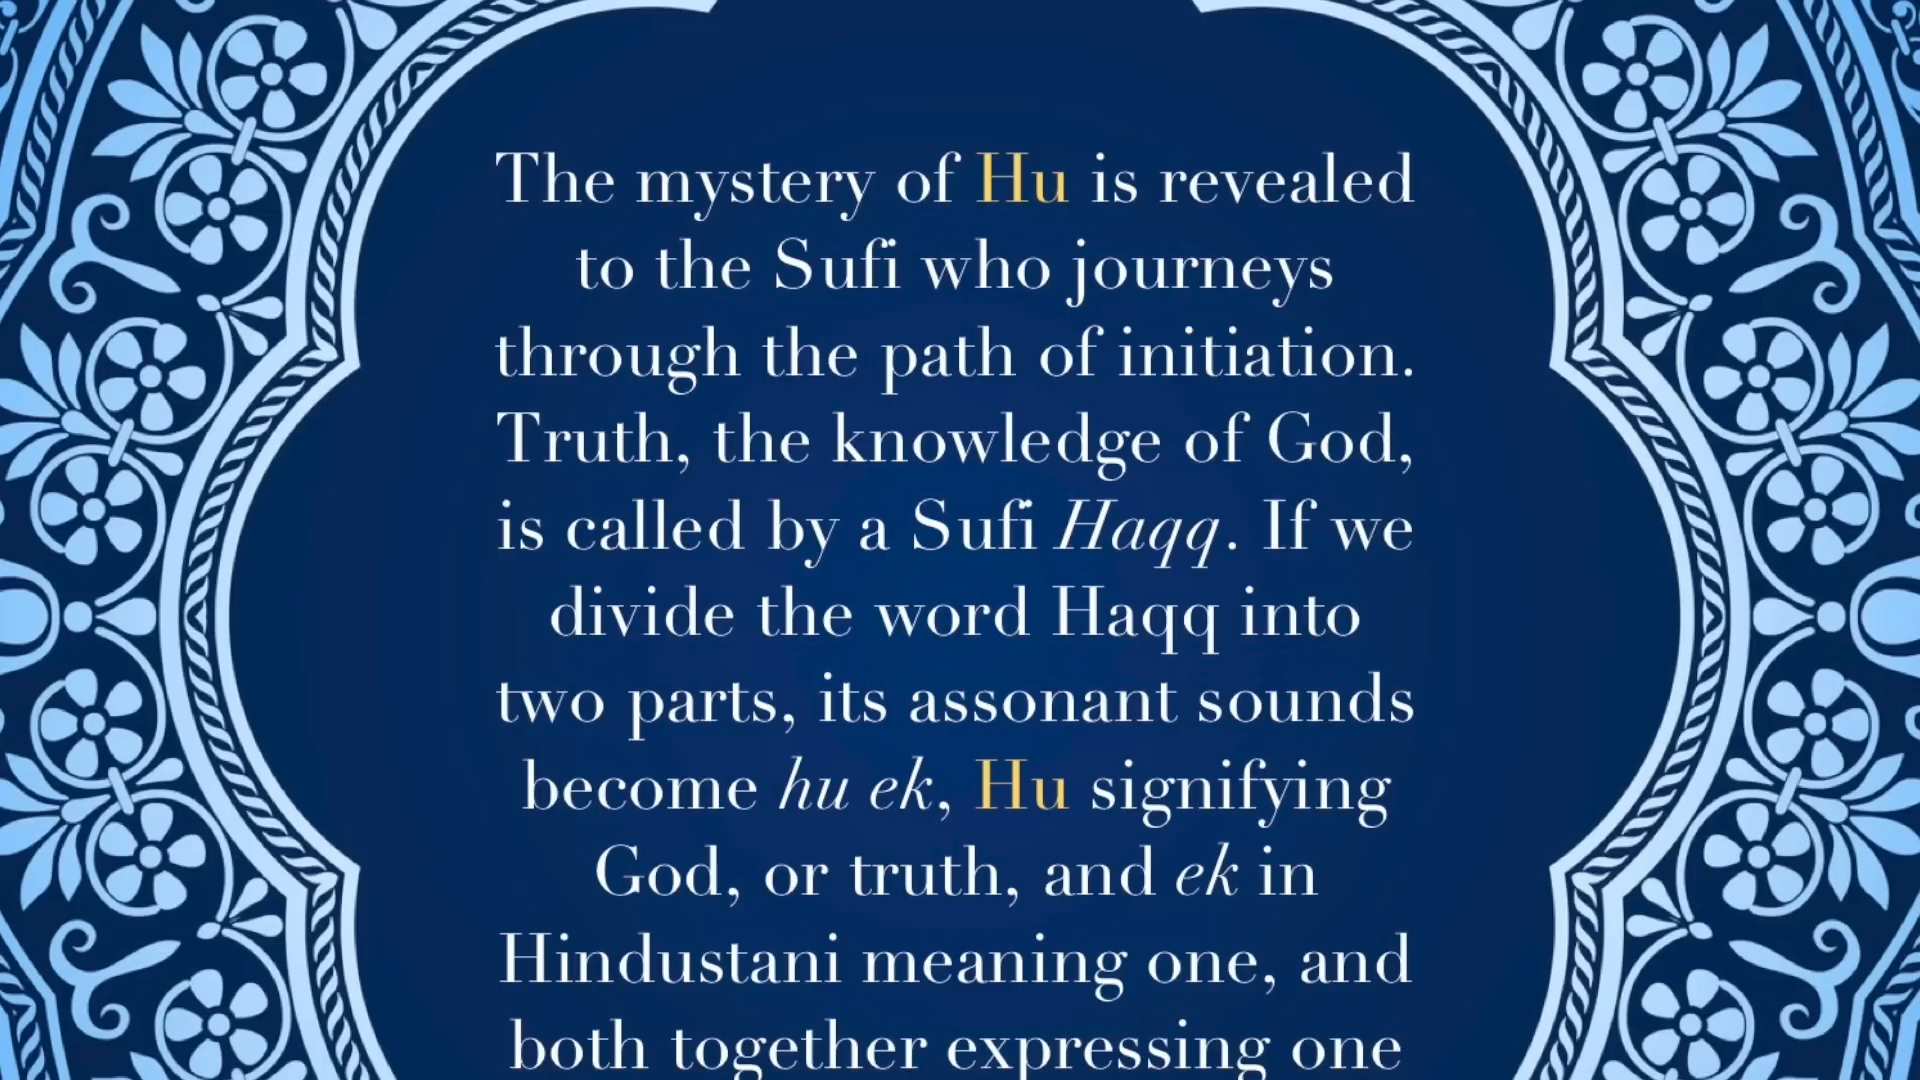 The mystery of Hu is revealed
to the Sufi who journeys
through the path of initiation.
Truth, the knowledge of God,
is called by a Sufi Haqq. If we
divide the word Haqq into
two parts, its assonant sounds
become hu ek, Hu signifying
God, or truth, and ek in
Hindustani meaning one, and
both together expressing one